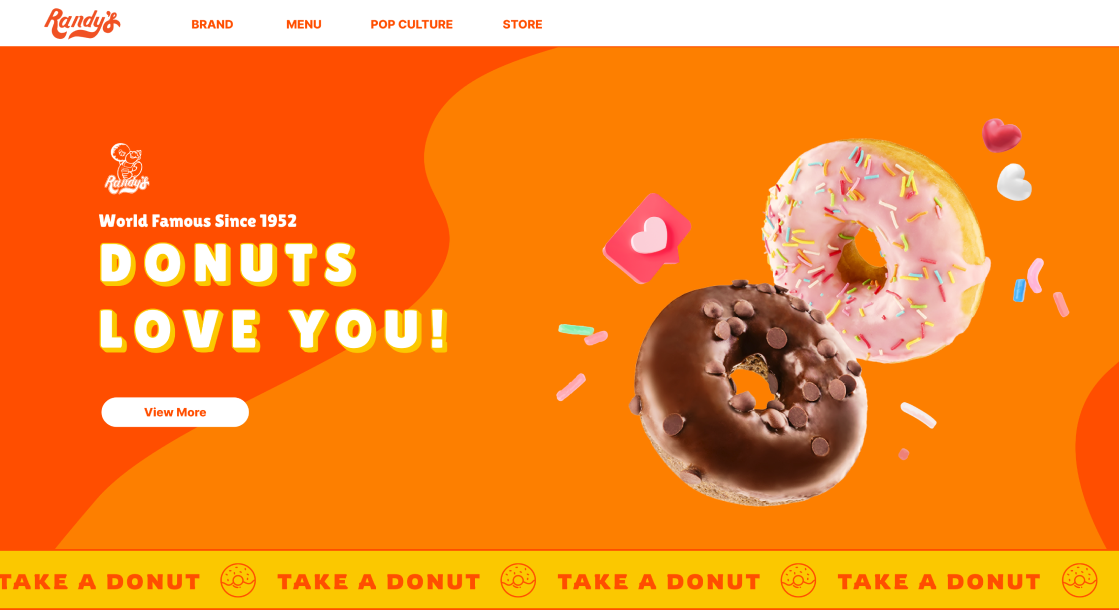 Randy's
BRAND
MENU
POP CULTURE
STORE
Randy's
World Famous Since 1952
DONUTS
LOVE YOU!
View More
TAKE A DONUT TAKE A DONUT TAKE A DONUT TAKE A DONUT